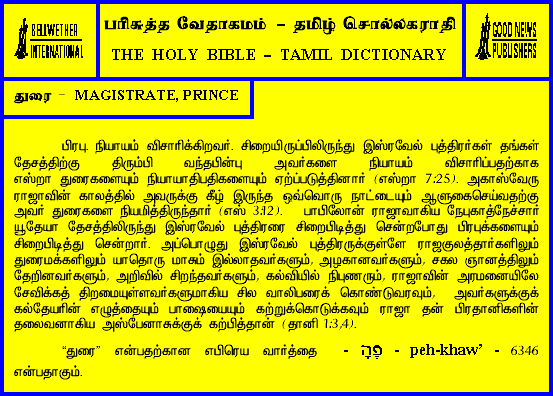 BELLWETHER
INTERNATIONAL
பரிசுத்த வேதாகமம் – தமிழ் சொல்லகராதி
THE HOLY BIBLE – TAMIL DICTIONARY
GOOD NEWS
PUBLISHERS
துரை – MAGISTRATE, PRINCE
பிரபு. நியாயம் விசாரிக்கிறவர். சிறையிருப்பிலிருந்து இஸ்ரவேல் புத்திரர்கள் தங்கள்
தேசத்திற்கு திரும்பி வந்தபின்பு அவர்களை நியாயம் விசாரிப்பதற்காக
எஸ்றா துரைகளையும் நியாயாதிபதிகளையும் ஏற்படுத்தினார் (எஸ்றா 7:25). அகாஸ்வேரு
ராஜாவின் காலத்தில் அவருக்கு கீழ் இருந்த ஒவ்வொரு நாட்டையும் ஆளுகைசெய்வதற்கு
அவர் துரைகளை நியமித்திருந்தார் (எஸ் 3:12). பாபிலோன் ராஜாவாகிய நேபுகாத்நேச்சார்
யூதேயா தேசத்திலிருந்து இஸ்ரவேல் புத்திரரை சிறைபிடித்து சென்றபோது பிரபுக்களையும்
சிறைபிடித்து சென்றார். அப்பொழுது இஸ்ரவேல் புத்திரருக்குள்ளே ராஜகுலத்தார்களிலும்
துரைமக்களிலும் யாதொரு மாசும் இல்லாதவர்களும், அழகானவர்களும், சகல ஞானத்திலும்
தேறினவர்களும், அறிவில் சிறந்தவர்களும், கல்வியில் நிபுணரும், ராஜாவின் அரமனையிலே
சேவிக்கத் திறமையுள்ளவர்களுமாகிய சில வாலிபரைக் கொண்டுவரவும், அவர்களுக்குக்
கல்தேயரின் எழுத்தையும் பாஷையையும் கற்றுக்கொடுக்கவும் ராஜா தன் பிரதானிகளின்
தலைவனாகிய அஸ்பேனாசுக்குக் கற்பித்தான் (தானி 1:3,4).
“துரை” என்பதற்கான எபிரெய வார்த்தை - פֶּחָה - peh-khaw’ - 6346
என்பதாகும்.